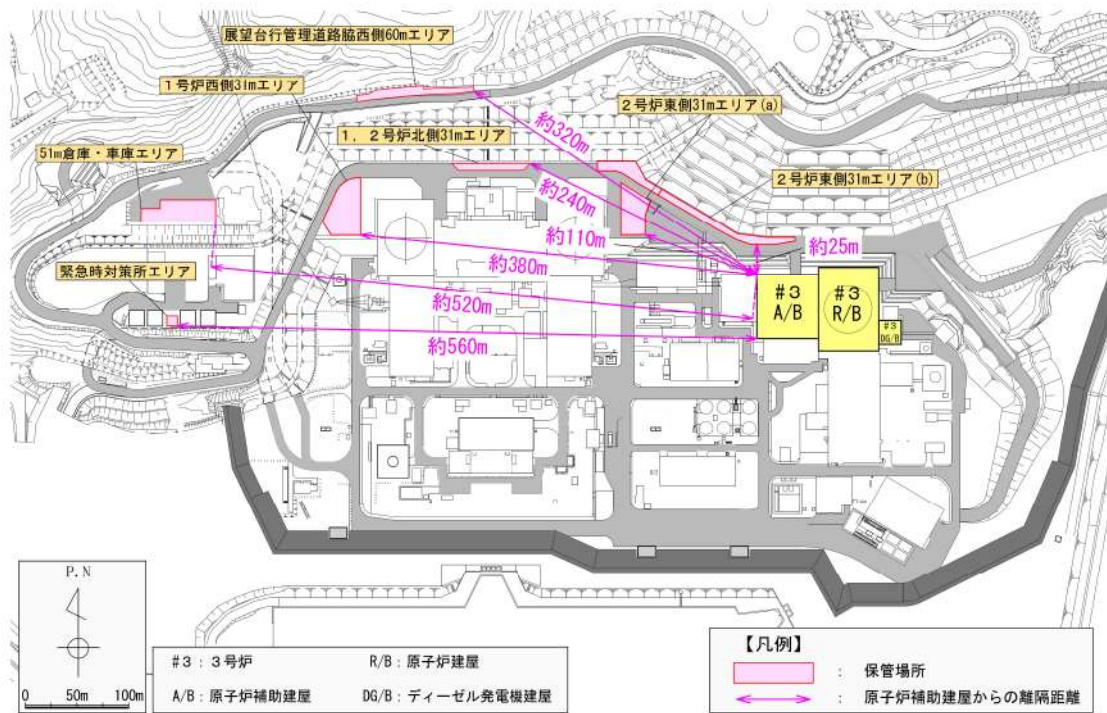 展望台行管理道路脇西側60mエリア
1号炉西側31mエリア
2号炉東側31mエリア(a)
1,2号炉北側31mエリア
51m倉庫・車庫エリア
2号炉東側31mエリア(b)
緊急時対策所エリア
約320m
約240m
約110m
約25m
約380m
約520m
約560m
#3
A/B
#3
R/B
#3
DG/B
P.N
0 50m 100m
#3:3号炉
R/B:原子炉建屋
A/B:原子炉補助建屋
DG/B:ディーゼル発電機建屋
【凡例】
: 保管場所
: 原子炉補助建屋からの離隔距離